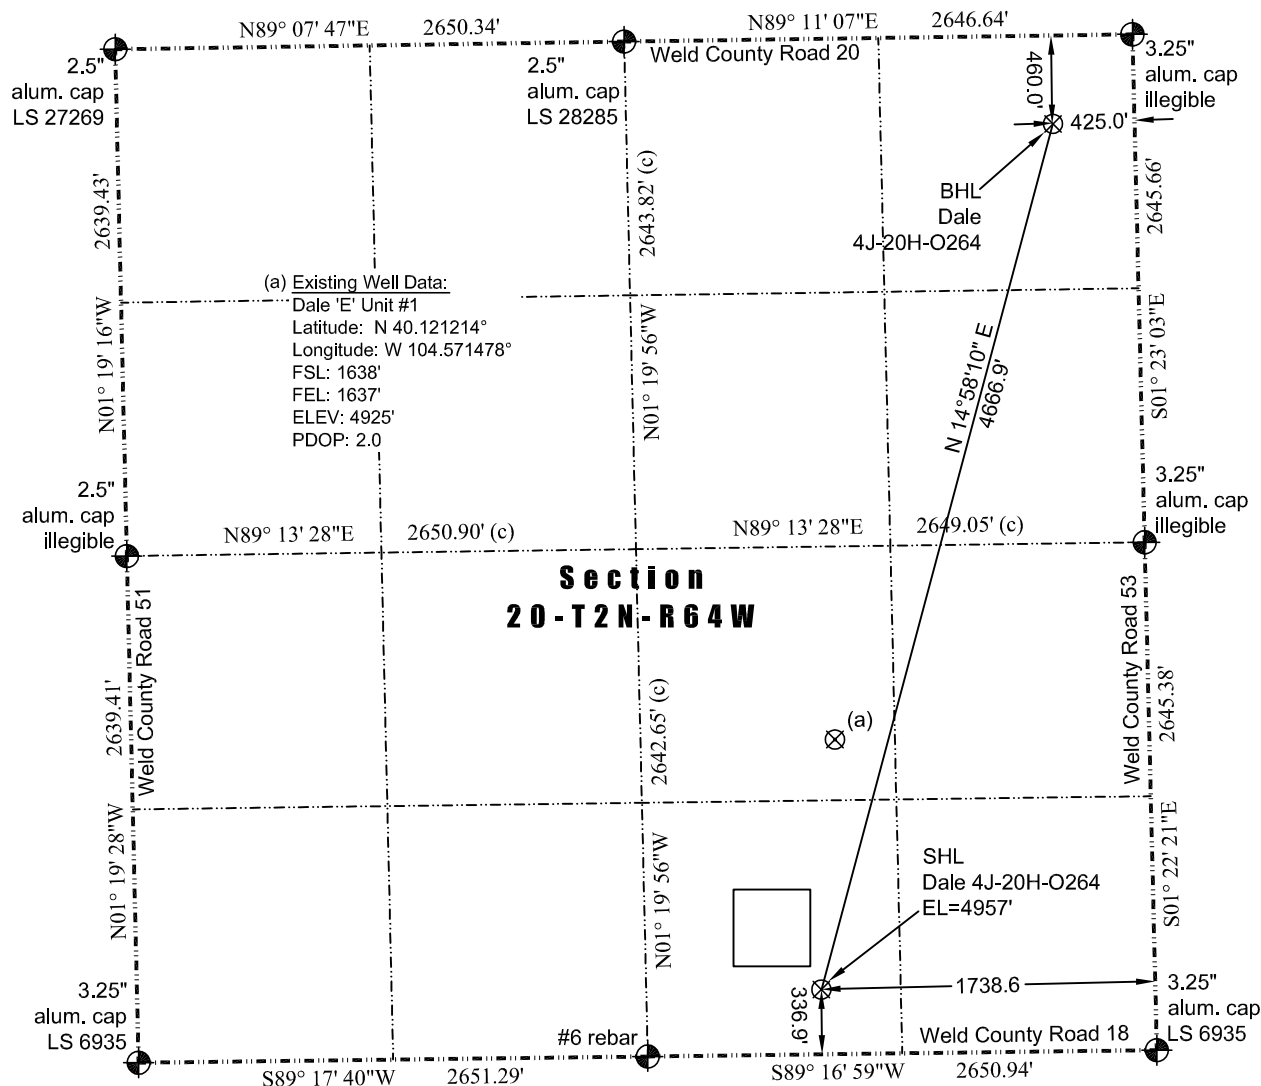 N89° 07' 47"E 2650.34' N89° 11' 07"E 2646.64'
Weld County Road 20
2.5"
alum. cap
LS 27269
2.5"
alum. cap
LS 28285
3.25"
alum. cap
illegible
460.0'
425.0'
BHL
Dale
4J-20H-O264
2639.43'
2643.82' (c)
2645.66'
(a) Existing Well Data:
Dale 'E' Unit #1
Latitude: N 40.121214°
Longitude: W 104.571478°
FSL: 1638'
FEL: 1637'
ELEV: 4925'
PDOP: 2.0
N01° 19' 16"W
N01° 19' 56"W
N 14°58'10" E
4666.9'
S01° 23' 03"E
2.5"
alum. cap
illegible
3.25"
alum. cap
illegible
N89° 13' 28"E 2650.90' (c) N89° 13' 28"E 2649.05' (c)
Section
20-T2N-R64W
Weld County Road 51
Weld County Road 53
2639.41'
2642.65' (c)
2645.38'
(a)
N01° 19' 28"W
N01° 19' 56"W
S01° 22' 21"E
SHL
Dale 4J-20H-O264
EL=4957'
1738.6
336.9'
3.25"
alum. cap
LS 6935
#6 rebar
Weld County Road 18
3.25"
alum. cap
LS 6935
S89° 17' 40"W 2651.29' S89° 16' 59"W 2650.94'